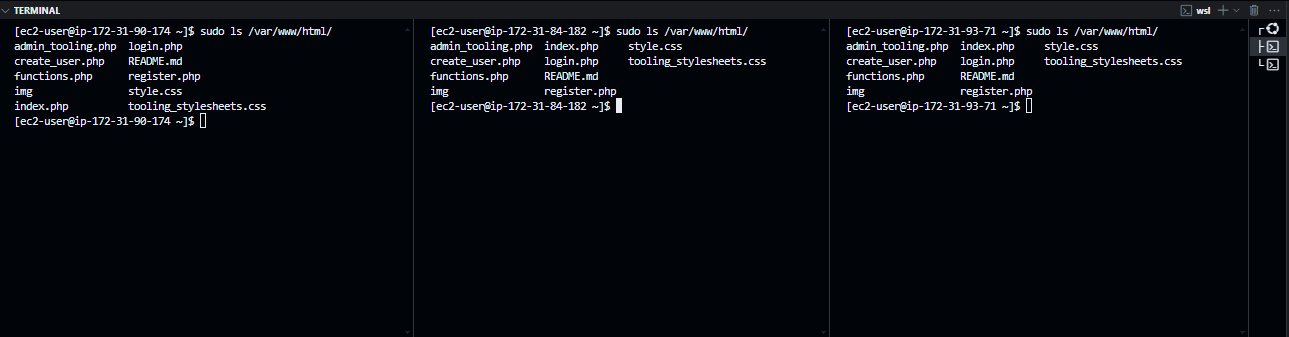 TERMINAL
wsl
[ec2-user@ip-172-31-90-174 ~]$ sudo ls /var/www/html/
admin_tooling.php login.php
create_user.php README.md
functions.php register.php
img style.css
index.php tooling_stylesheets.css
[ec2-user@ip-172-31-90-174 ~]$
[ec2-user@ip-172-31-84-182 ~]$ sudo ls /var/www/html/
admin_tooling.php index.php style.css
create_user.php login.php tooling_stylesheets.css
functions.php README.md
img register.php
[ec2-user@ip-172-31-84-182 ~]$
[ec2-user@ip-172-31-93-71 ~]$ sudo ls /var/www/html/
admin_tooling.php index.php style.css
create_user.php login.php tooling_stylesheets.css
functions.php README.md
img register.php
[ec2-user@ip-172-31-93-71 ~]$